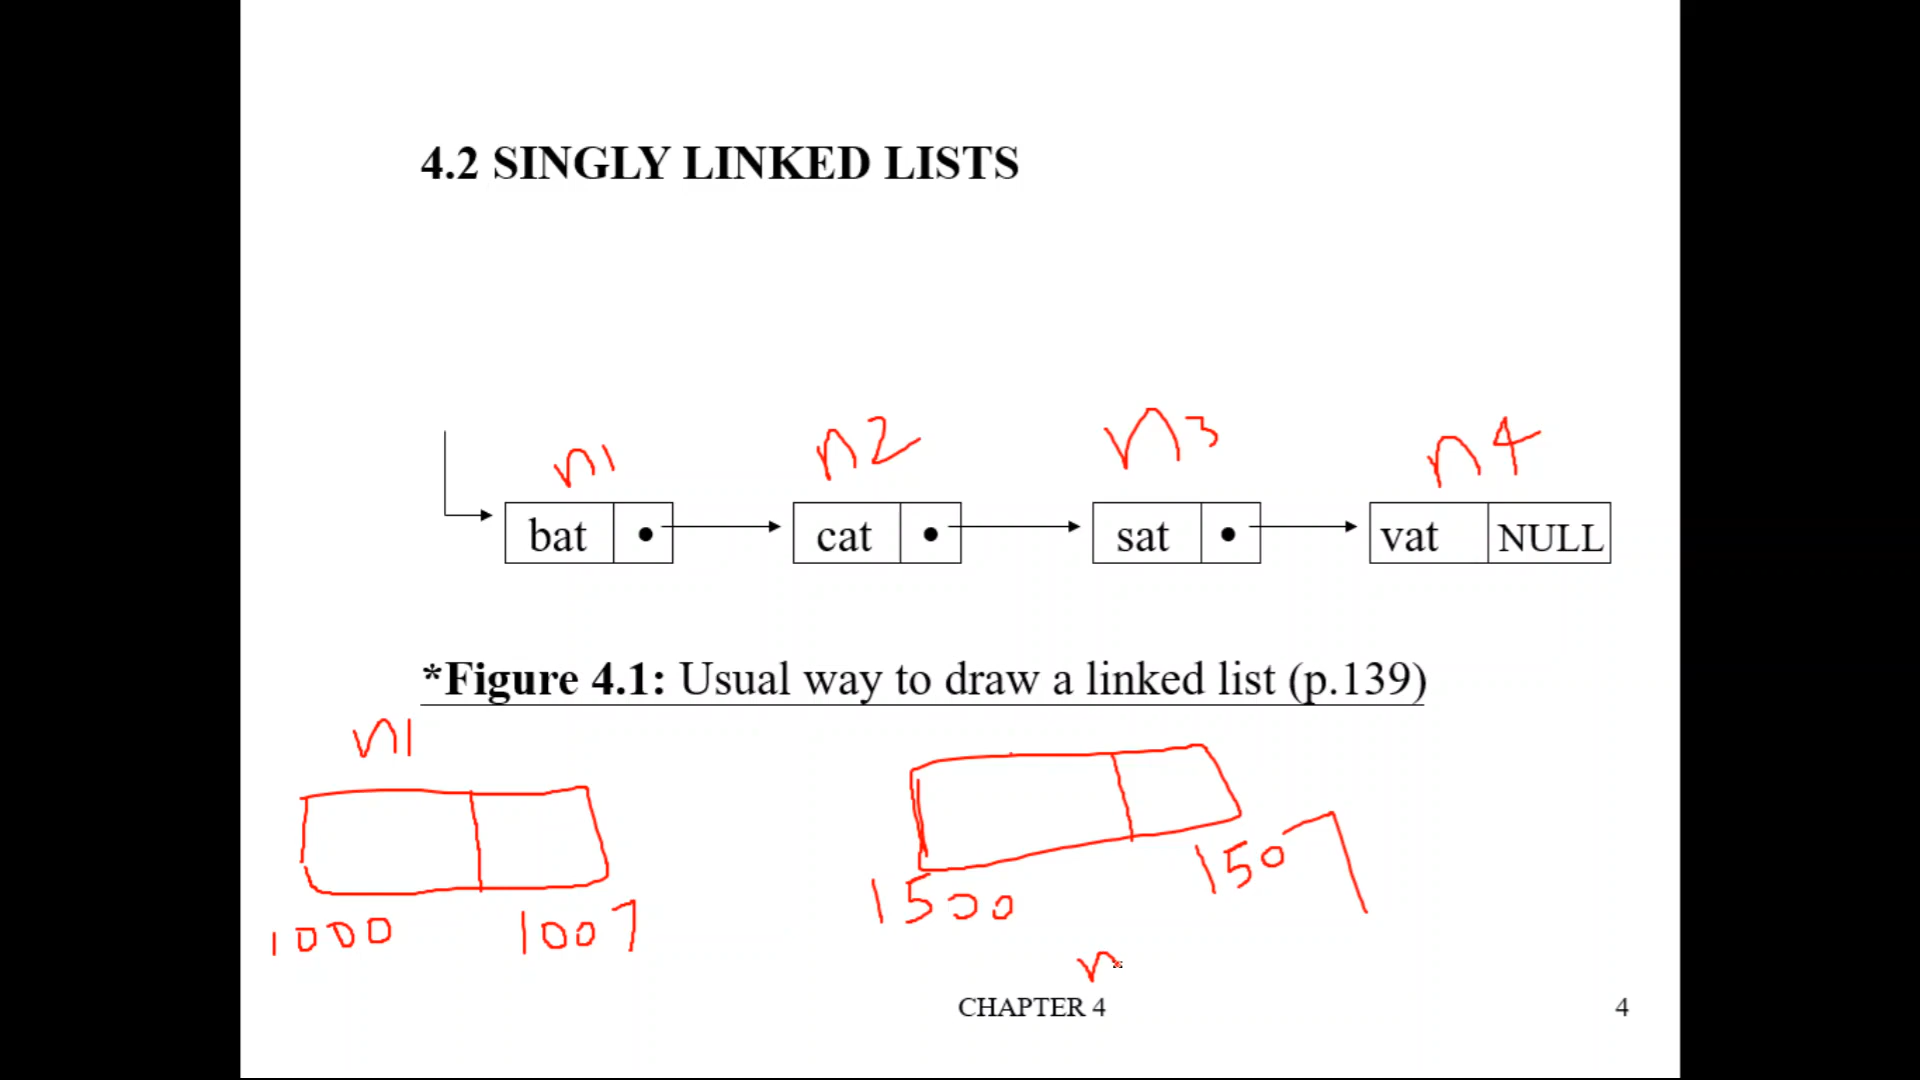 4.2 SINGLY LINKED LISTS
n1 n2 n3 n4
bat • cat • sat • vat NULL
*Figure 4.1: Usual way to draw a linked list (p.139)
n1
1000 1007 1500 1507
n
CHAPTER 4 4